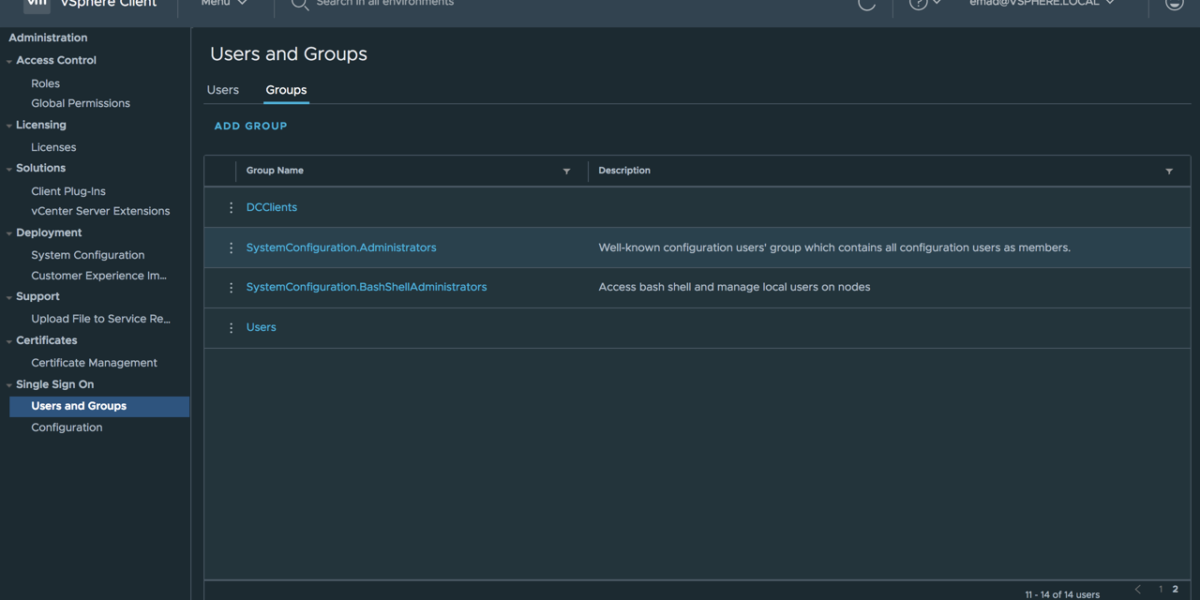 vm vSphere Client Menu Search in all environments emad@VSPHERE.LOCAL
Administration
Access Control
Roles
Global Permissions
Licensing
Licenses
Solutions
Client Plug-Ins
vCenter Server Extensions
Deployment
System Configuration
Customer Experience Im...
Support
Upload File to Service Re...
Certificates
Certificate Management
Single Sign On
Users and Groups
Configuration
Users and Groups
Users Groups
ADD GROUP
Group Name Description
DCClients
SystemConfiguration.Administrators Well-known configuration users' group which contains all configuration users as members.
SystemConfiguration.BashShellAdministrators Access bash shell and manage local users on nodes
Users
11 - 14 of 14 users 1 2